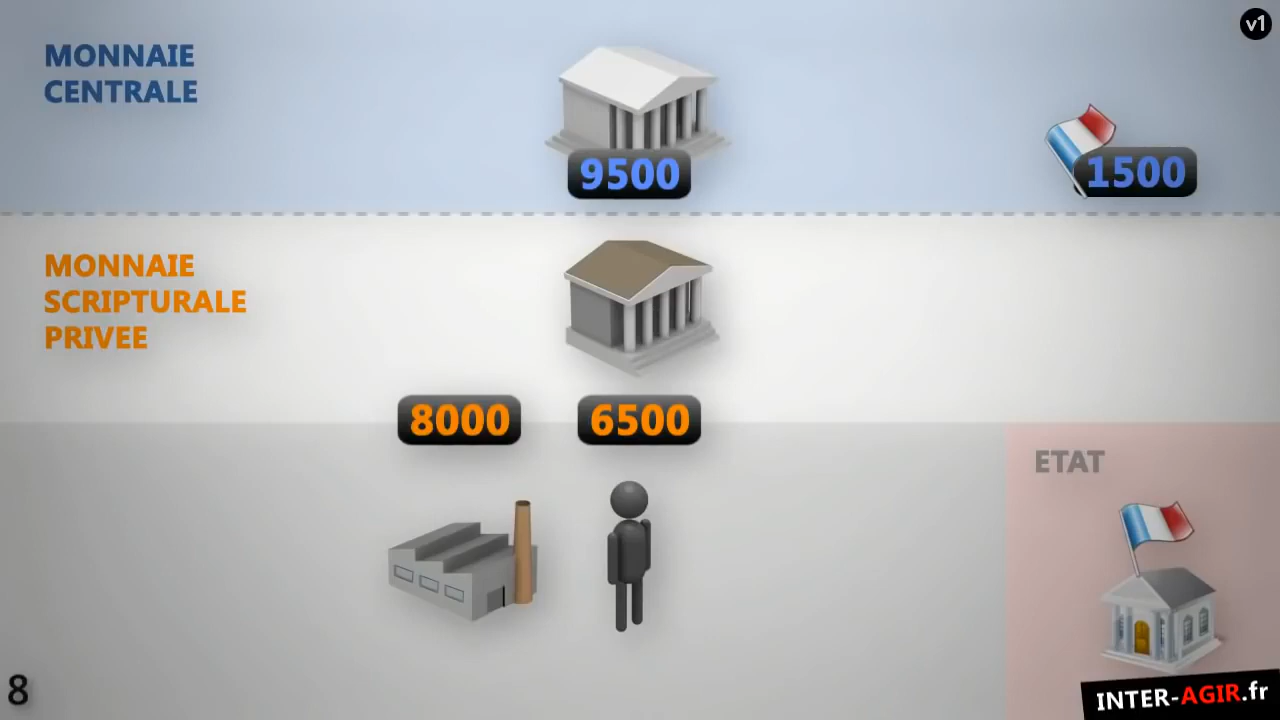 v1
MONNAIE
CENTRALE
9500
1500
MONNAIE
SCRIPTURALE
PRIVEE
8000
6500
ETAT
8
INTER-AGIR.fr